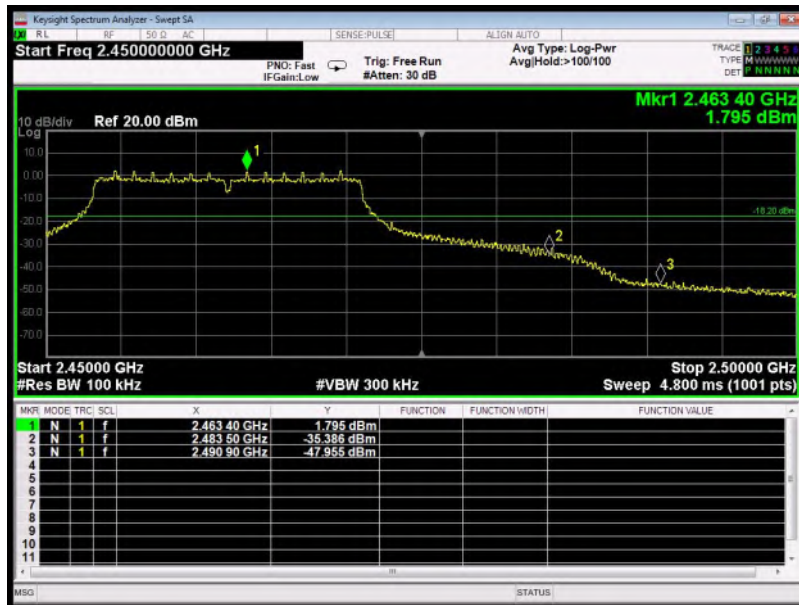 Keysight Spectrum Analyzer - Swept SA
LXI RL RF 50 Ω AC SENSE:PULSE ALIGN AUTO
Start Freq 2.450000000 GHz
PNO: Fast
IFGain:Low
Trig: Free Run
#Atten: 30 dB
Avg Type: Log-Pwr
Avg|Hold:>100/100
TRACE 1 2 3 4 5 6
TYPE M WWWWW
DET P N N N N N
Mkr1 2.463 40 GHz
1.795 dBm
10 dB/div Ref 20.00 dBm
Log
10.0
0.00
-10.0
-20.0
-30.0
-40.0
-50.0
-60.0
-70.0
1
2
3
-18.20 dBm
Start 2.45000 GHz Stop 2.50000 GHz
#Res BW 100 kHz #VBW 300 kHz Sweep 4.800 ms (1001 pts)
MKR MODE TRC SCL X Y FUNCTION FUNCTION WIDTH FUNCTION VALUE
1 N 1 f 2.463 40 GHz 1.795 dBm
2 N 1 f 2.483 50 GHz -35.386 dBm
3 N 1 f 2.490 90 GHz -47.955 dBm
4
5
6
7
8
9
10
11
MSG STATUS